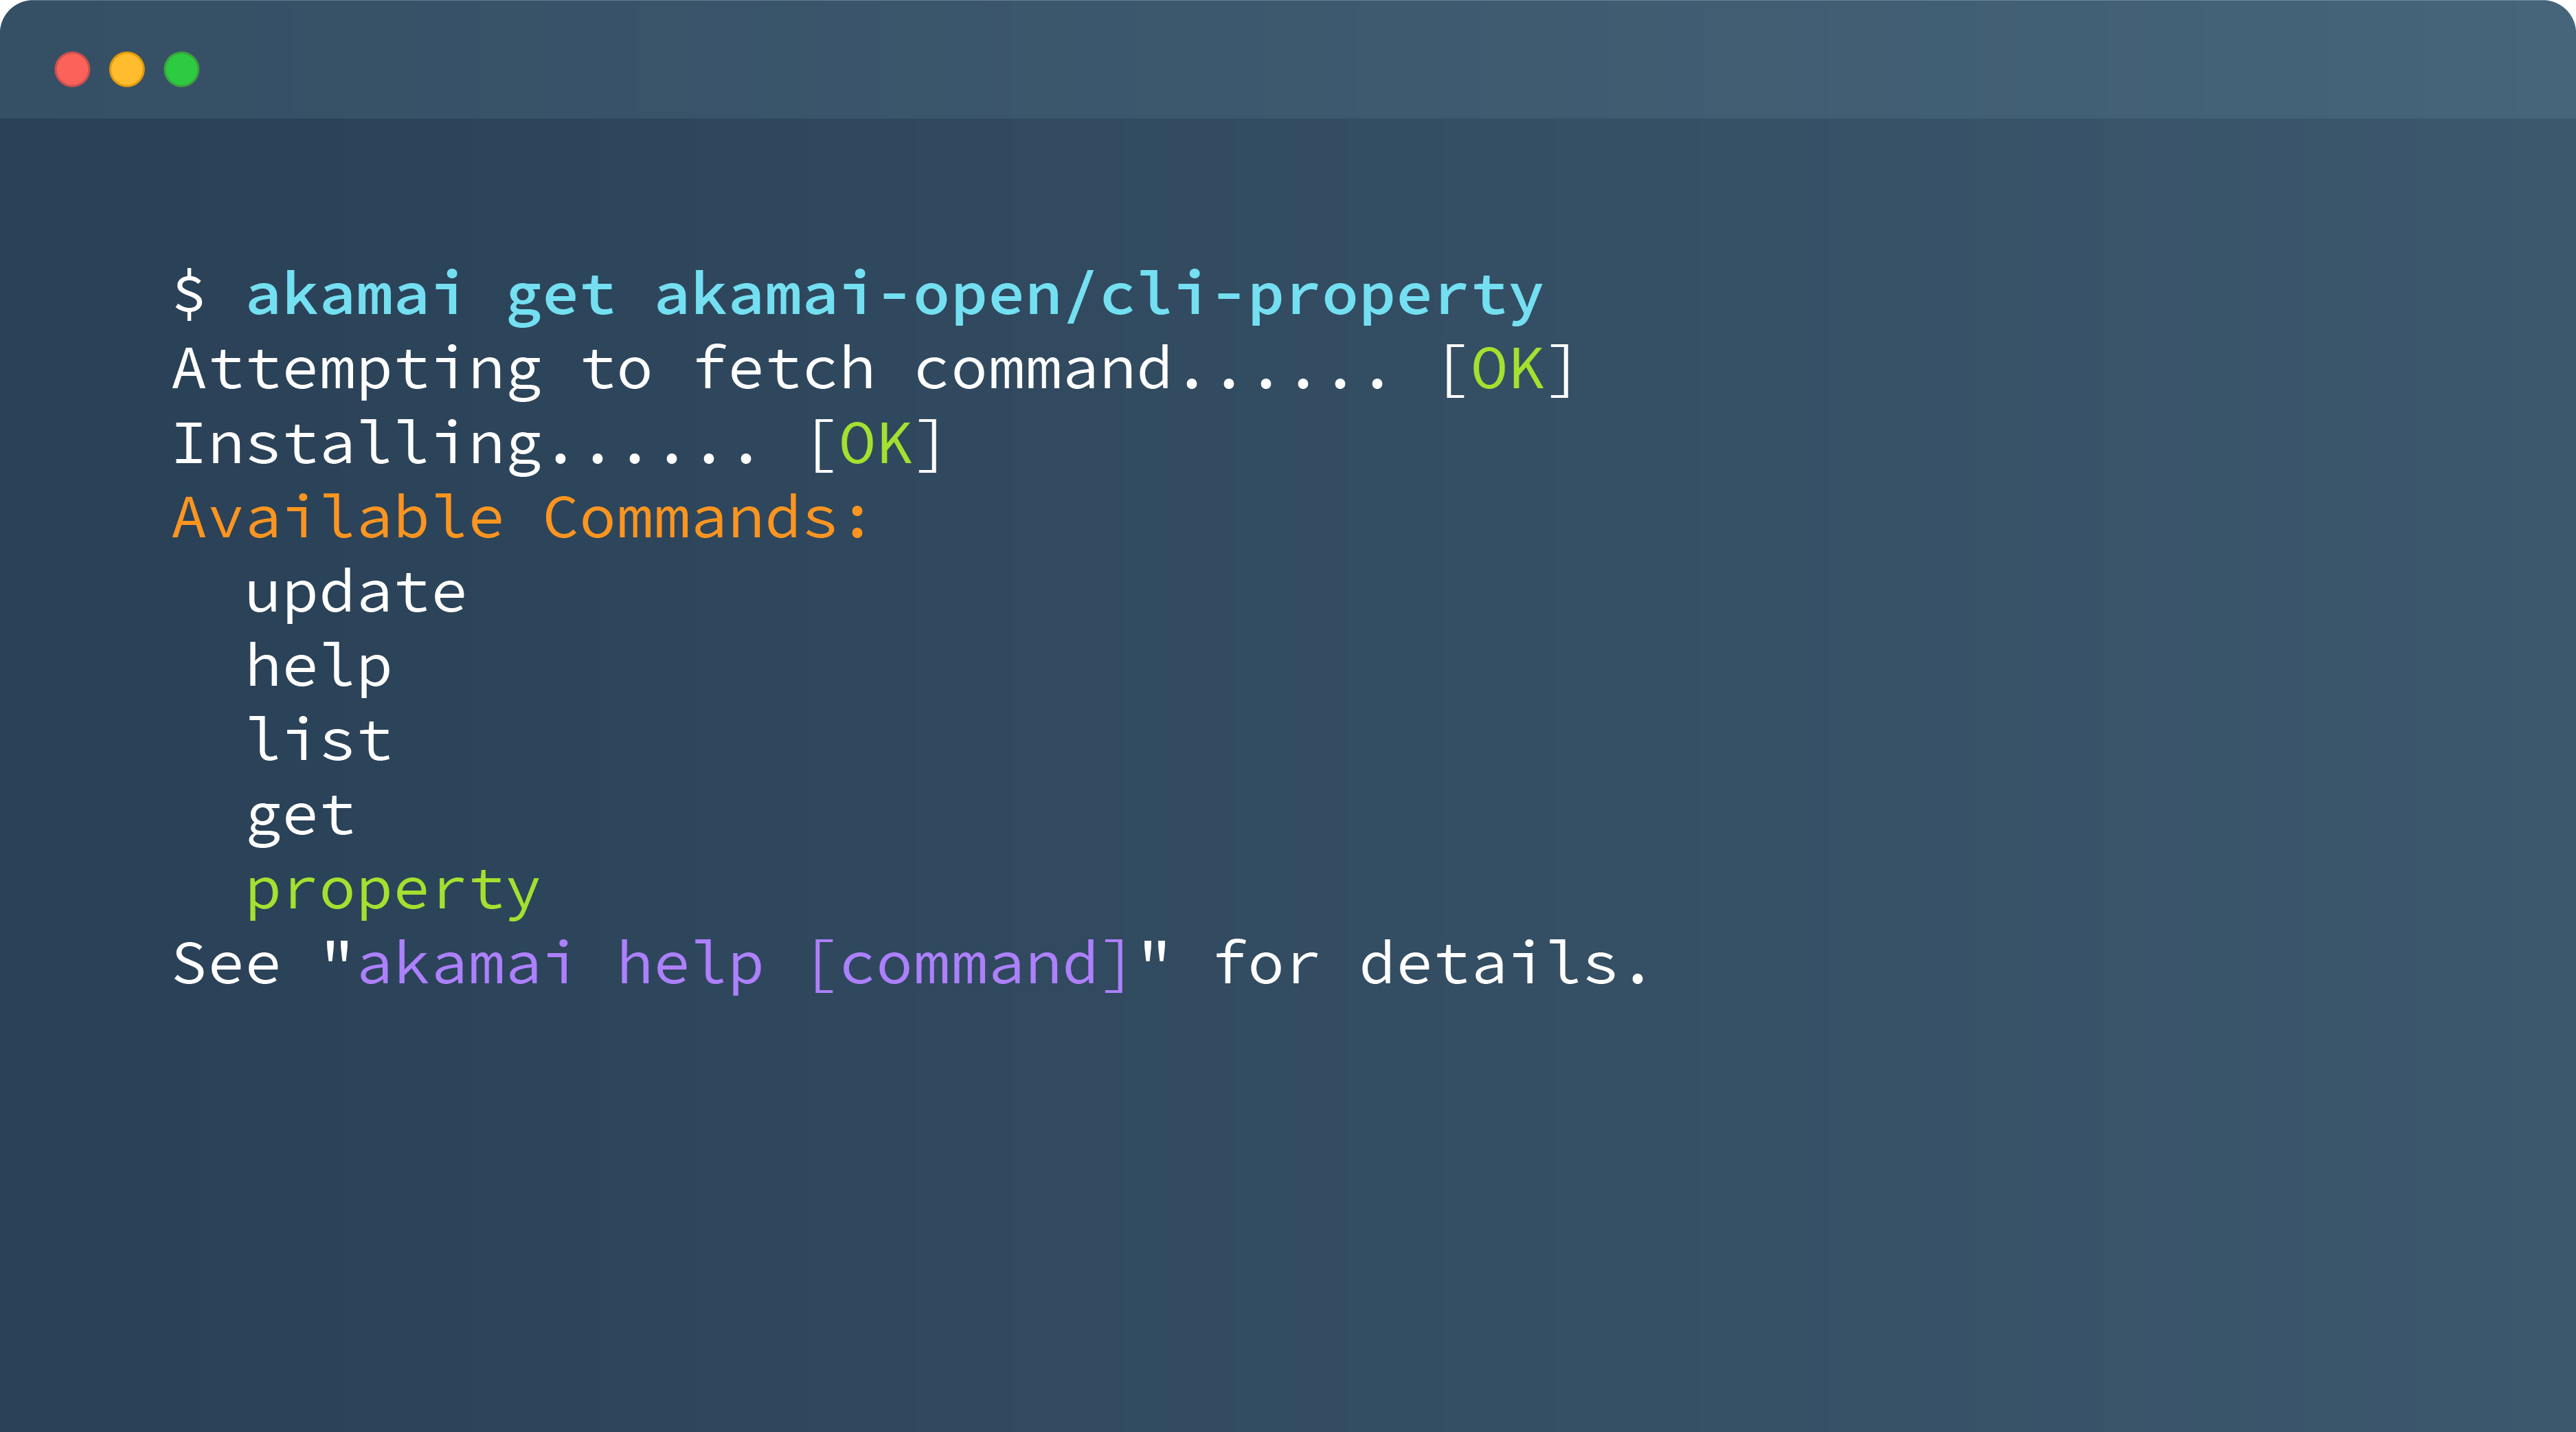 $ akamai get akamai-open/cli-property
Attempting to fetch command...... [OK]
Installing...... [OK]
Available Commands:
  update
  help
  list
  get
  property
See "akamai help [command]" for details.